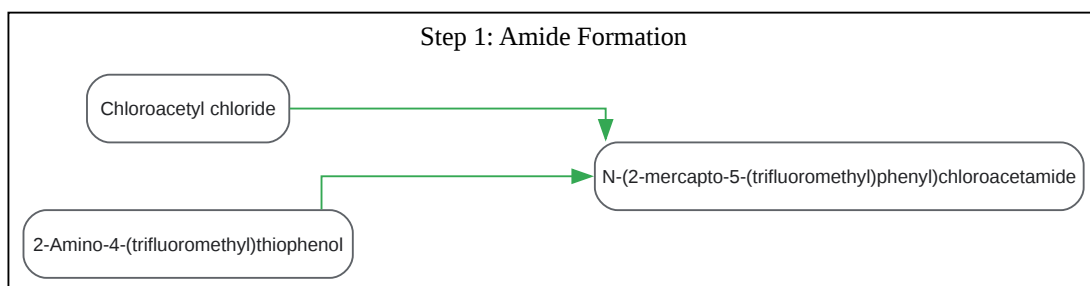 Step 1: Amide Formation
Chloroacetyl chloride
N-(2-mercapto-5-(trifluoromethyl)phenyl)chloroacetamide
2-Amino-4-(trifluoromethyl)thiophenol